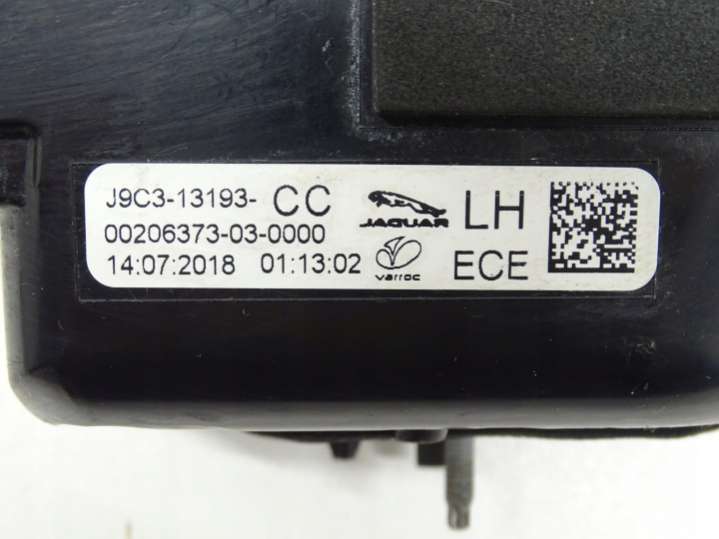 J9C3-13193- CC JAGUAR LH
00206373-03-0000
14:07:2018 01:13:02 varroc ECE